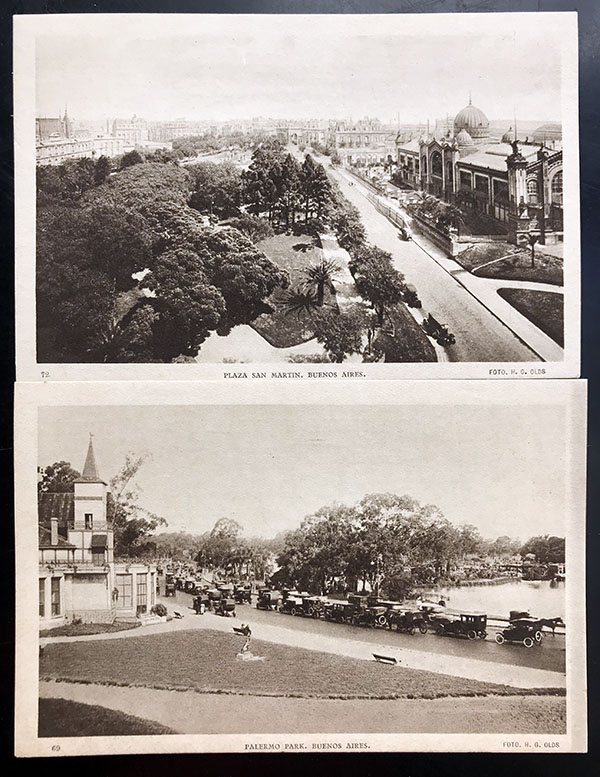 72 PLAZA SAN MARTIN. BUENOS AIRES. FOTO. H. G. OLDS
69 PALERMO PARK. BUENOS AIRES. FOTO. H. G. OLDS